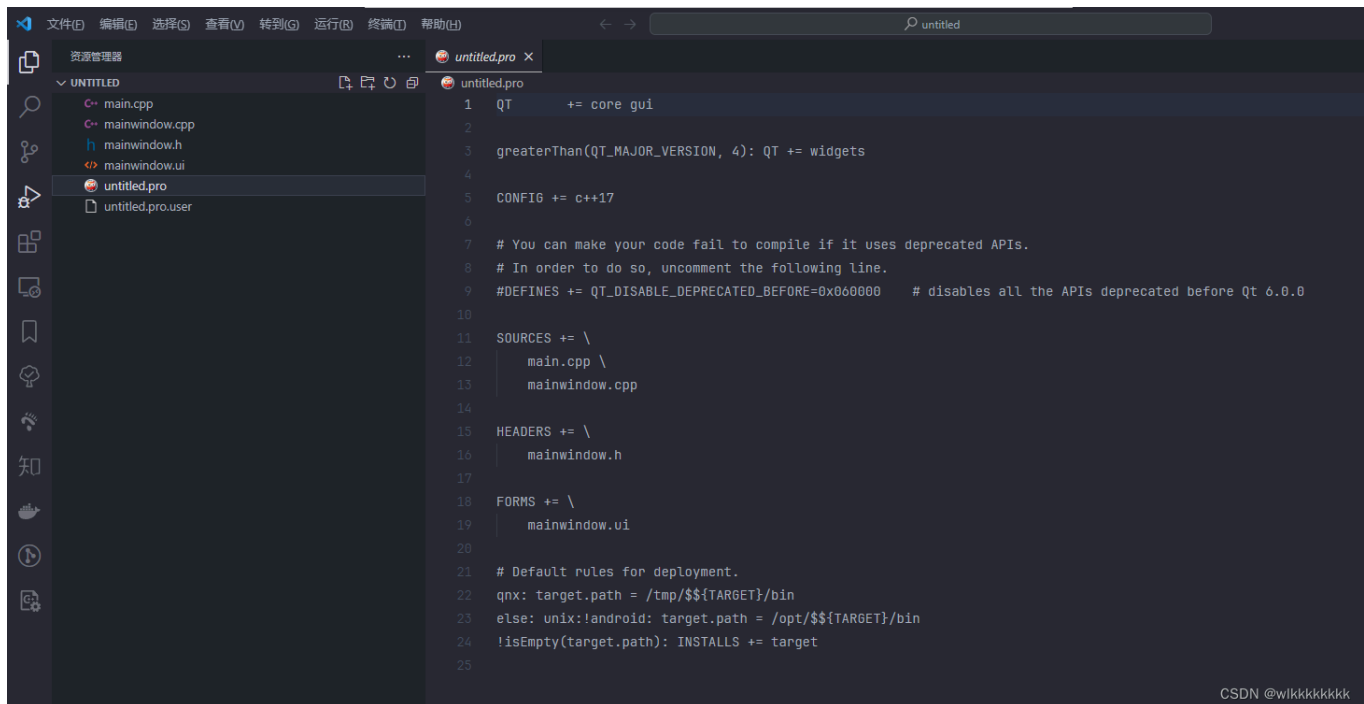 文件(F) 编辑(E) 选择(S) 查看(V) 转到(G) 运行(R) 终端(T) 帮助(H) untitled
资源管理器 ··· untitled.pro
UNTITLED untitled.pro
main.cpp
mainwindow.cpp
mainwindow.h
mainwindow.ui
untitled.pro
untitled.pro.user
知
1 QT       += core gui
2
3 greaterThan(QT_MAJOR_VERSION, 4): QT += widgets
4
5 CONFIG += c++17
6
7 # You can make your code fail to compile if it uses deprecated APIs.
8 # In order to do so, uncomment the following line.
9 #DEFINES += QT_DISABLE_DEPRECATED_BEFORE=0x060000    # disables all the APIs deprecated before Qt 6.0.0
10
11 SOURCES += \
12     main.cpp \
13     mainwindow.cpp
14
15 HEADERS += \
16     mainwindow.h
17
18 FORMS += \
19     mainwindow.ui
20
21 # Default rules for deployment.
22 qnx: target.path = /tmp/$${TARGET}/bin
23 else: unix:!android: target.path = /opt/$${TARGET}/bin
24 !isEmpty(target.path): INSTALLS += target
25
CSDN @wlkkkkkkkk